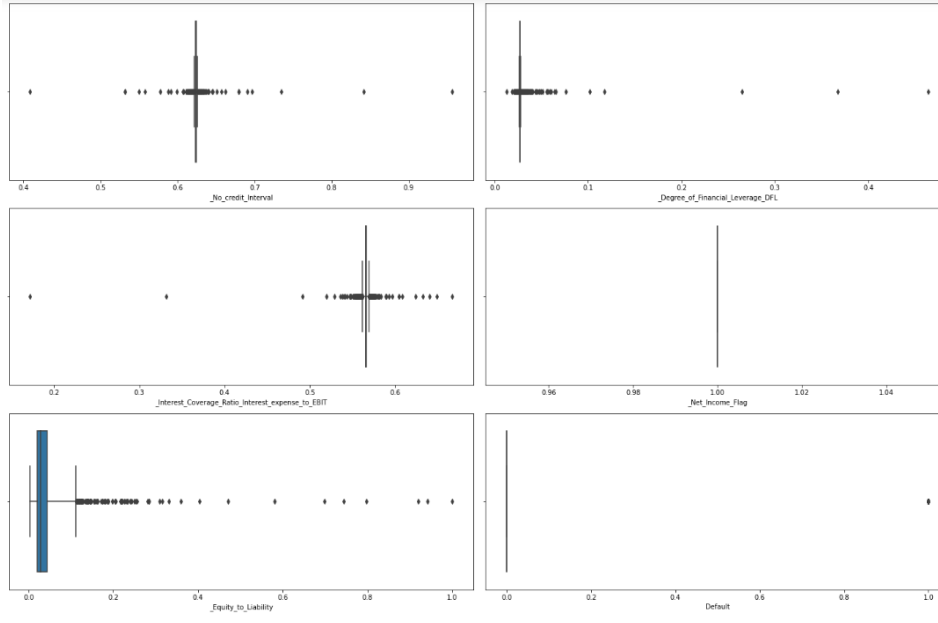 0.4 0.5 0.6 0.7 0.8 0.9
_No_credit_Interval
0.0 0.1 0.2 0.3 0.4
_Degree_of_Financial_Leverage_DFL
0.2 0.3 0.4 0.5 0.6
_Interest_Coverage_Ratio_Interest_expense_to_EBIT
0.96 0.98 1.00 1.02 1.04
_Net_Income_Flag
0.0 0.2 0.4 0.6 0.8 1.0
_Equity_to_Liability
0.0 0.2 0.4 0.6 0.8 1.0
Default